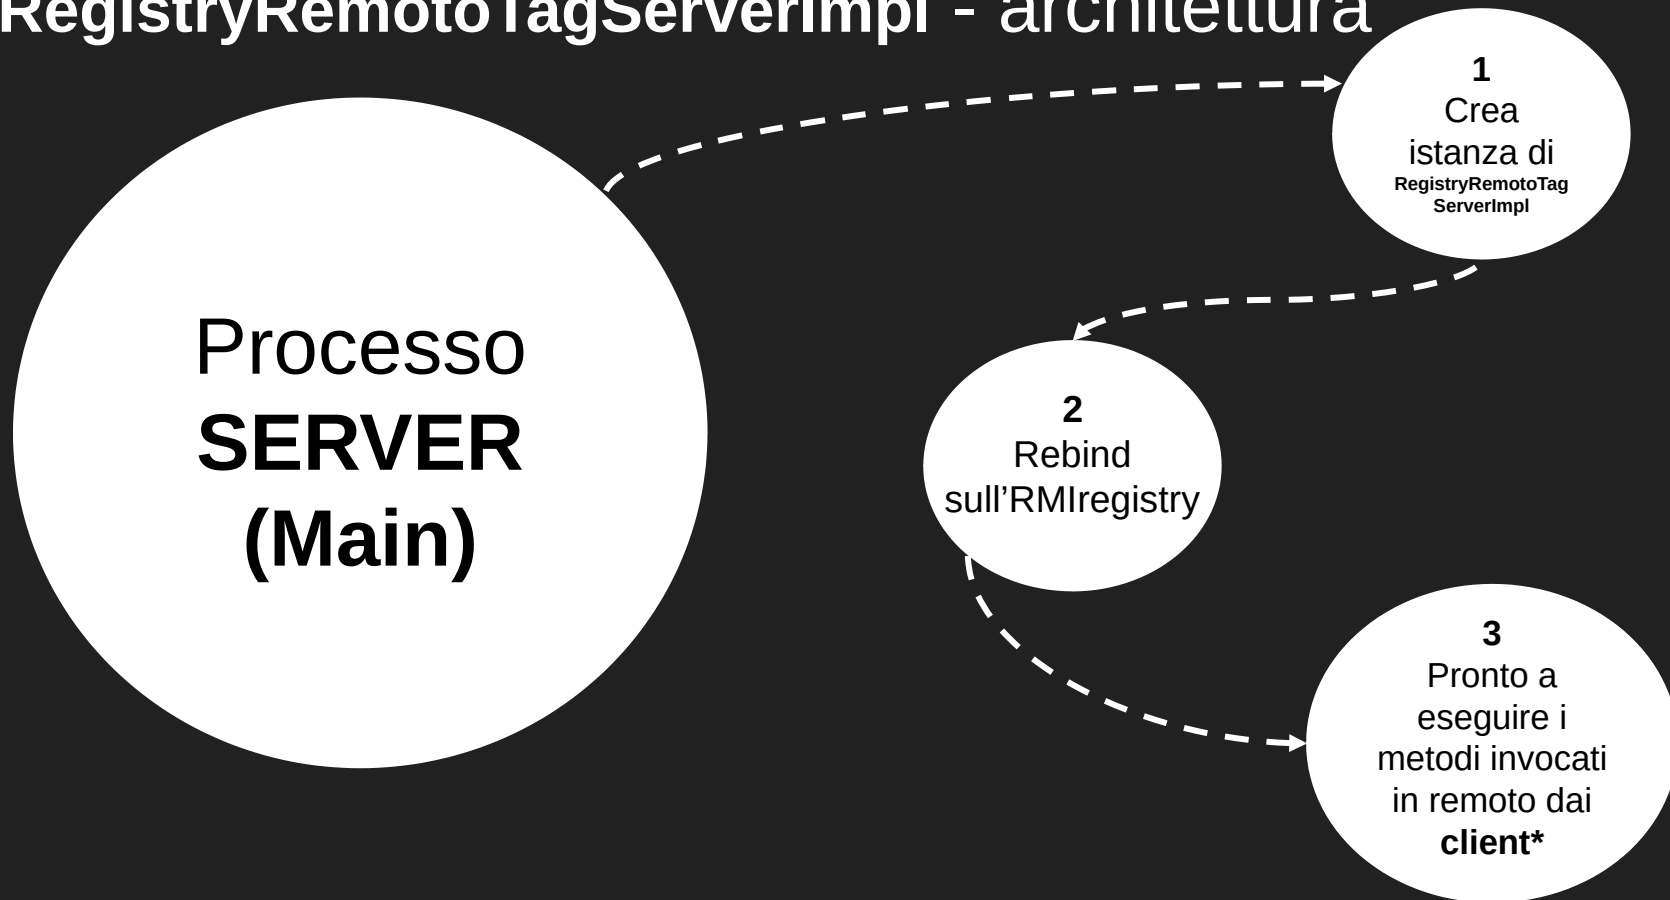 RegistryRemotoTagServerImpl - architettura
1
Crea
istanza di
RegistryRemotoTag
ServerImpl
Processo
SERVER
(Main)
2
Rebind
sull’RMIregistry
3
Pronto a
eseguire i
metodi invocati
in remoto dai
client*